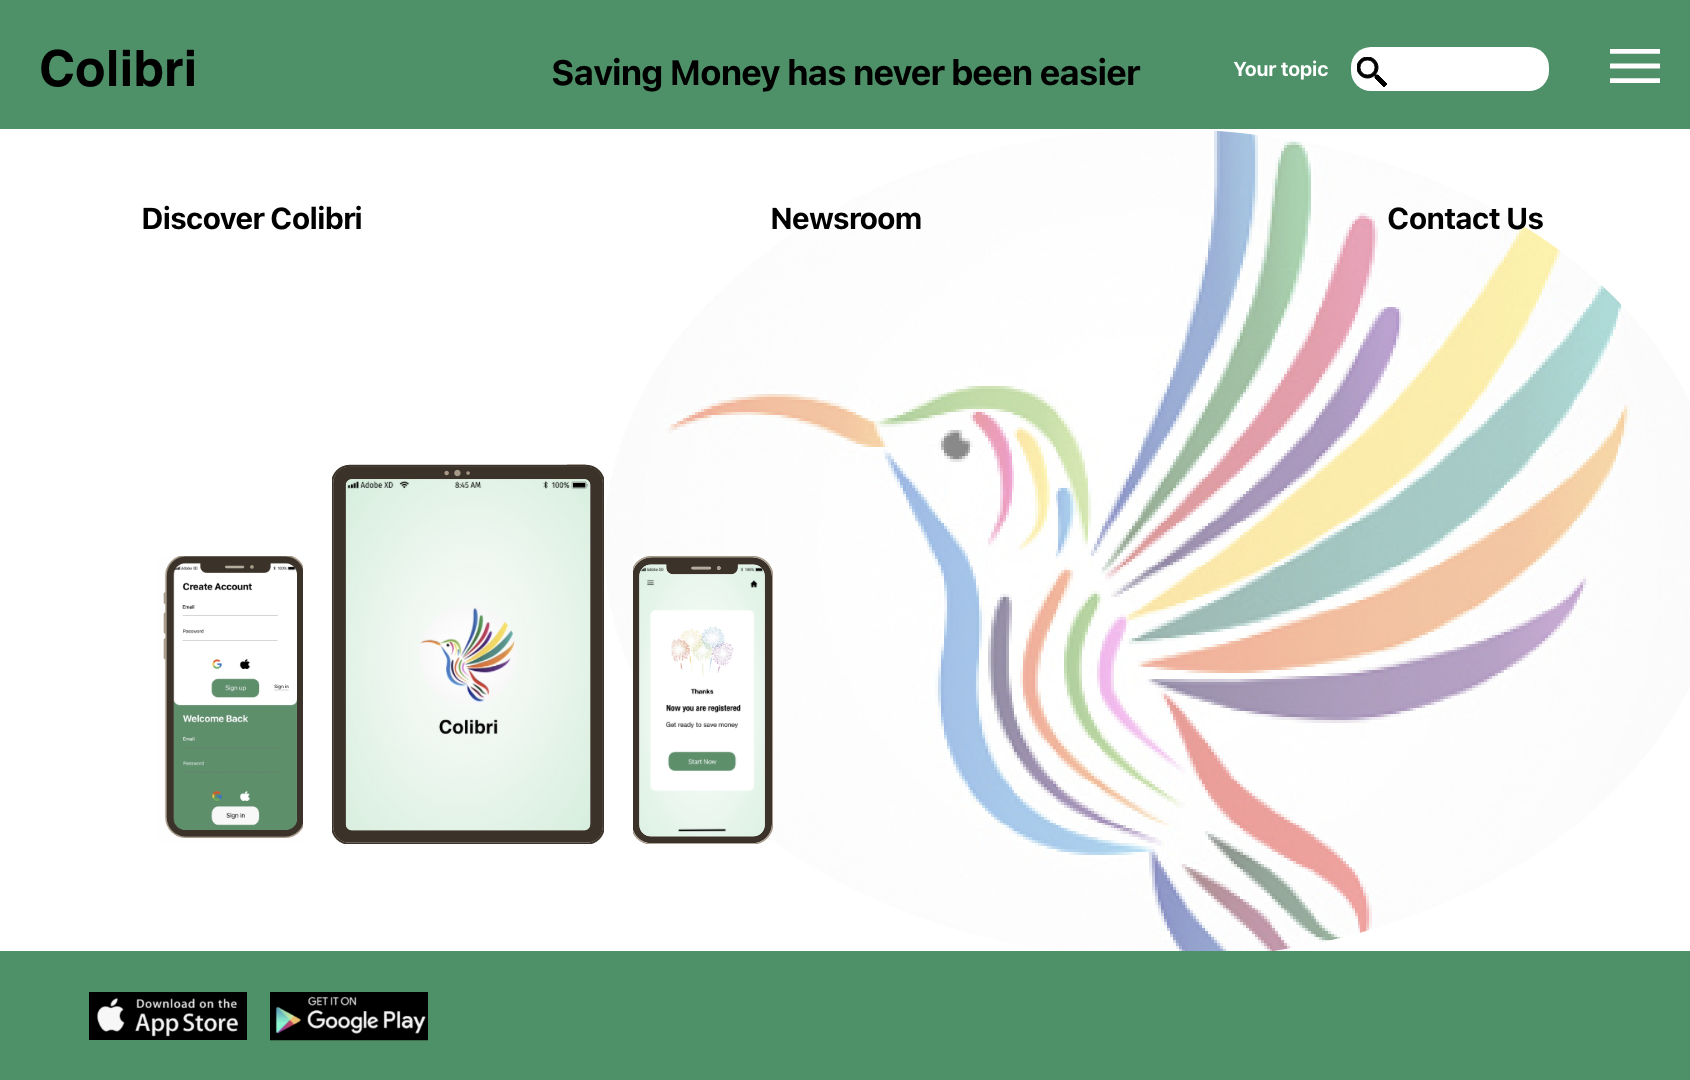 Colibri
Saving Money has never been easier
Your topic
Discover Colibri
Newsroom
Contact Us
Adobe XD
8:45 AM
100%
Colibri
Adobe XD
100%
Create Account
Email
Password
Sign up
Sign in
Welcome Back
Email
Password
Sign in
Adobe XD
100%
Thanks
Now you are registered
Get ready to save money
Start Now
Download on the
App Store
GET IT ON
Google Play